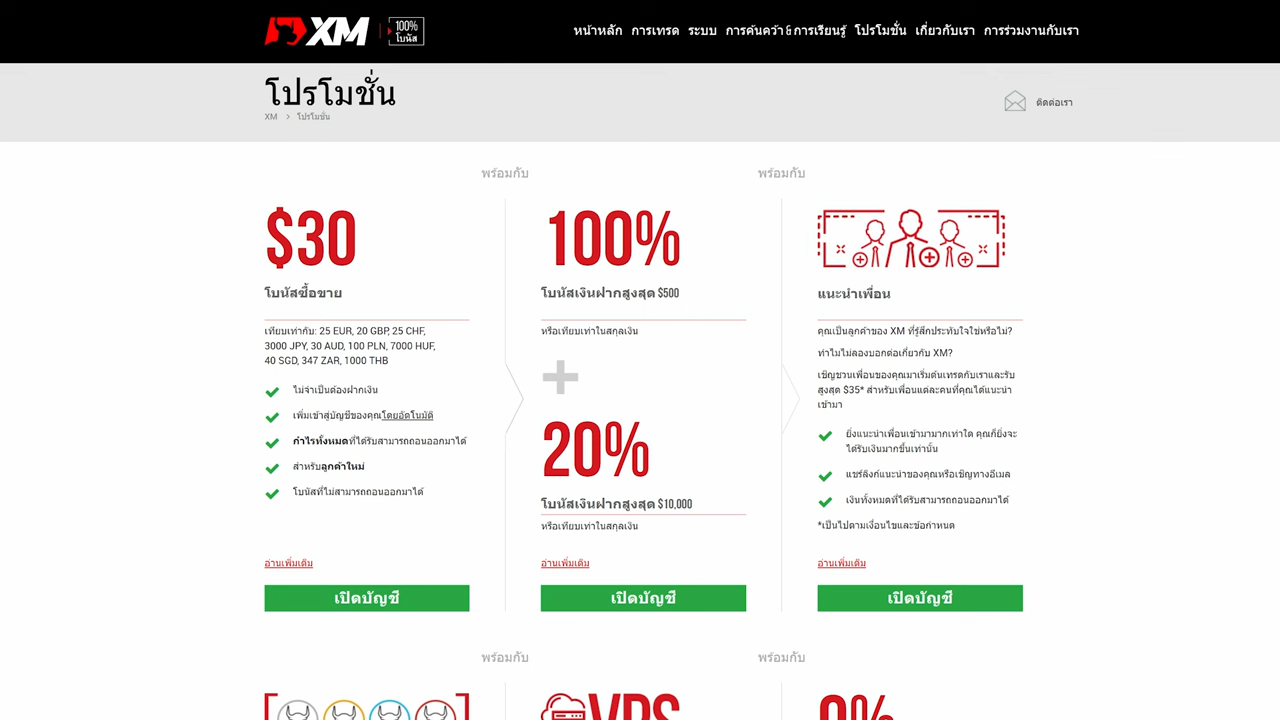 XM
100%
โบนัส
หน้าหลัก การเทรด ระบบ การค้นคว้า & การเรียนรู้ โปรโมชั่น เกี่ยวกับเรา การร่วมงานกับเรา
โปรโมชั่น
XM > โปรโมชั่น
ติดต่อเรา
พร้อมกับ
พร้อมกับ
$30
โบนัสซื้อขาย
เทียบเท่ากับ: 25 EUR, 20 GBP, 25 CHF,
3000 JPY, 30 AUD, 100 PLN, 7000 HUF,
40 SGD, 347 ZAR, 1000 THB
ไม่จำเป็นต้องฝากเงิน
เพิ่มเข้าสู่บัญชีของคุณโดยอัตโนมัติ
กำไรทั้งหมดที่ได้รับสามารถถอนออกมาได้
สำหรับลูกค้าใหม่
โบนัสที่ไม่สามารถถอนออกมาได้
อ่านเพิ่มเติม
เปิดบัญชี
100%
โบนัสเงินฝากสูงสุด $500
หรือเทียบเท่าในสกุลเงิน
+
20%
โบนัสเงินฝากสูงสุด $10,000
หรือเทียบเท่าในสกุลเงิน
อ่านเพิ่มเติม
เปิดบัญชี
แนะนำเพื่อน
คุณเป็นลูกค้าของ XM ที่รู้สึกประทับใจใช่หรือไม่?
ทำไมไม่ลองบอกต่อเกี่ยวกับ XM?
เชิญชวนเพื่อนของคุณมาเริ่มต้นเทรดกับเราและรับ
สูงสุด $35* สำหรับเพื่อนแต่ละคนที่คุณได้แนะนำ
เข้ามา
ยิ่งแนะนำเพื่อนเข้ามามากเท่าใด คุณก็ยิ่งจะ
ได้รับเงินมากขึ้นเท่านั้น
แชร์ลิงก์แนะนำของคุณหรือเชิญทางอีเมล
เงินทั้งหมดที่ได้รับสามารถถอนออกมาได้
*เป็นไปตามเงื่อนไขและข้อกำหนด
อ่านเพิ่มเติม
เปิดบัญชี
พร้อมกับ
พร้อมกับ
VPS
0%